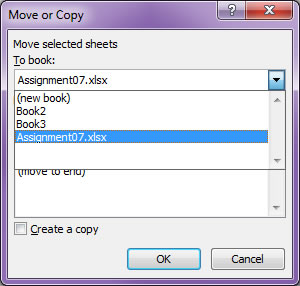 Move or Copy
Move selected sheets
To book:
Assignment07.xlsx
(new book)
Book2
Book3
Assignment07.xlsx
(move to end)
Create a copy
OK
Cancel